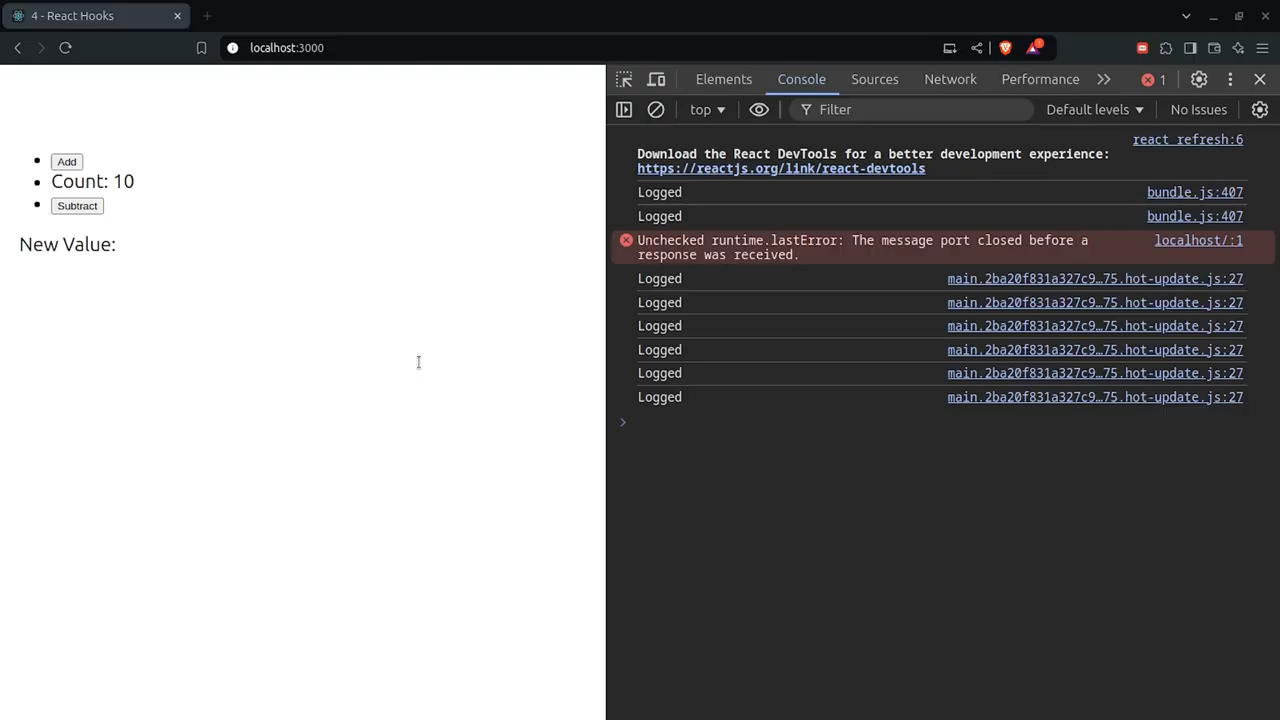 4 - React Hooks
localhost:3000
Elements
Console
Sources
Network
Performance
1
top
Filter
Default levels
No Issues
react refresh:6
Download the React DevTools for a better development experience:
https://reactjs.org/link/react-devtools
Logged bundle.js:407
Logged bundle.js:407
Unchecked runtime.lastError: The message port closed before a localhost/:1
response was received.
Logged main.2ba20f831a327c9…75.hot-update.js:27
Logged main.2ba20f831a327c9…75.hot-update.js:27
Logged main.2ba20f831a327c9…75.hot-update.js:27
Logged main.2ba20f831a327c9…75.hot-update.js:27
Logged main.2ba20f831a327c9…75.hot-update.js:27
Logged main.2ba20f831a327c9…75.hot-update.js:27
Add
Count: 10
Subtract
New Value: